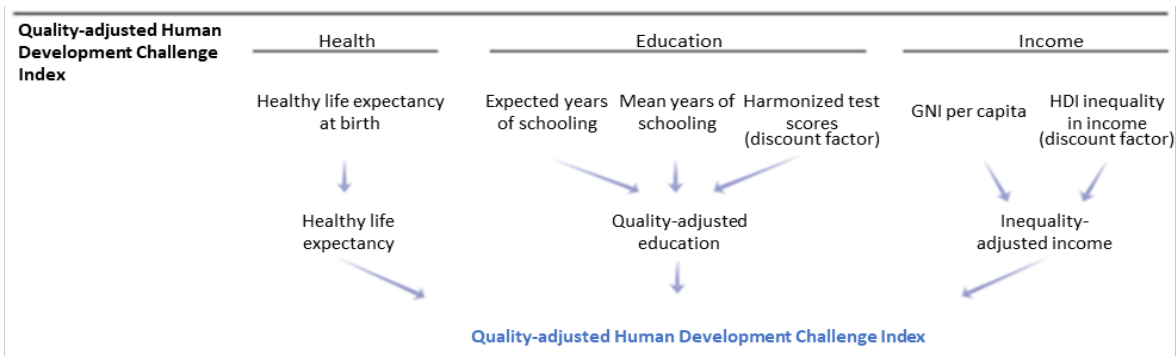 Quality-adjusted Human
Development Challenge
Index
Health
Education
Income
Healthy life expectancy
at birth
Expected years
of schooling
Mean years of
schooling
Harmonized test
scores
(discount factor)
GNI per capita
HDI inequality
in income
(discount factor)
Healthy life
expectancy
Quality-adjusted
education
Inequality-
adjusted income
Quality-adjusted Human Development Challenge Index